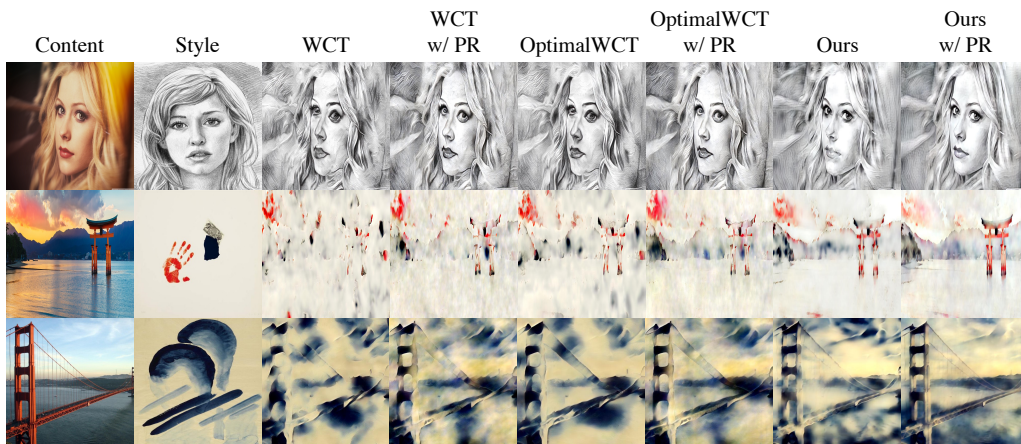 Content
Style
WCT
WCT
w/ PR
OptimalWCT
OptimalWCT
w/ PR
Ours
Ours
w/ PR